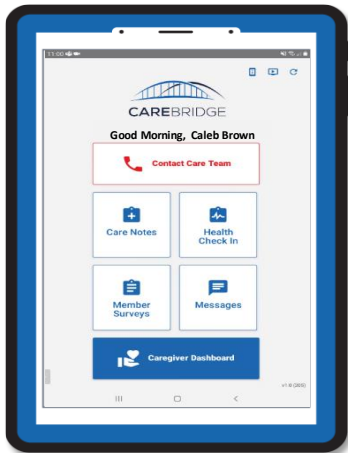 11:00
CAREBRIDGE
Good Morning, Caleb Brown
Contact Care Team
Care Notes
Health
Check In
Member
Surveys
Messages
Caregiver Dashboard